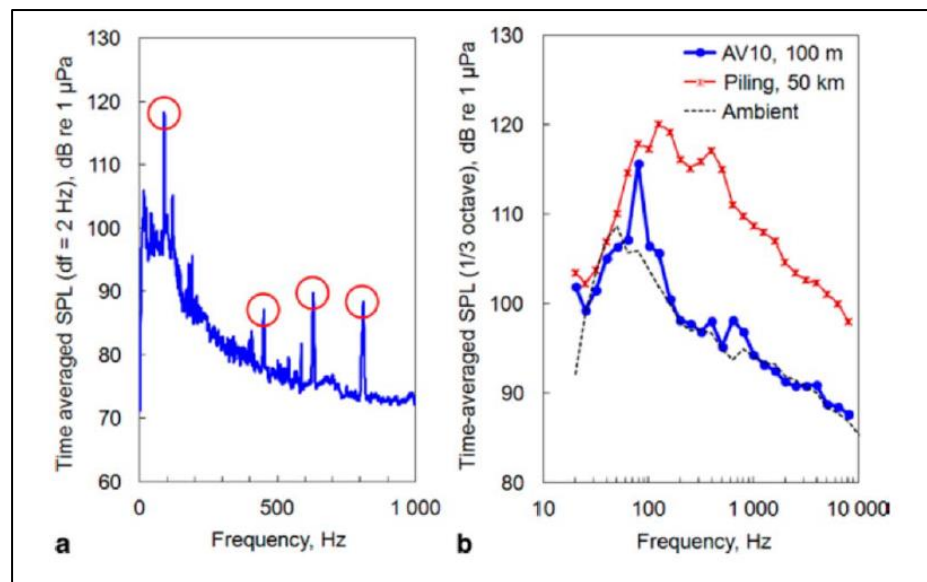 Time averaged SPL (df = 2 Hz), dB re 1 μPa
130
120
110
100
90
80
70
60
0
500
1 000
Frequency, Hz
a
Time-averaged SPL (1/3 octave), dB re 1 μPa
130
120
110
100
90
80
10
100
1 000
10 000
Frequency, Hz
b
AV10, 100 m
Piling, 50 km
Ambient